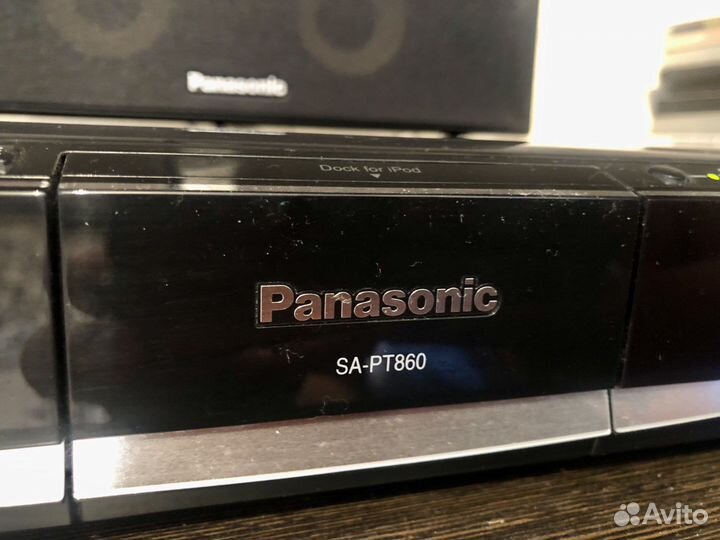 Panasonic
Dock for iPod
Panasonic
SA-PT860
Avito